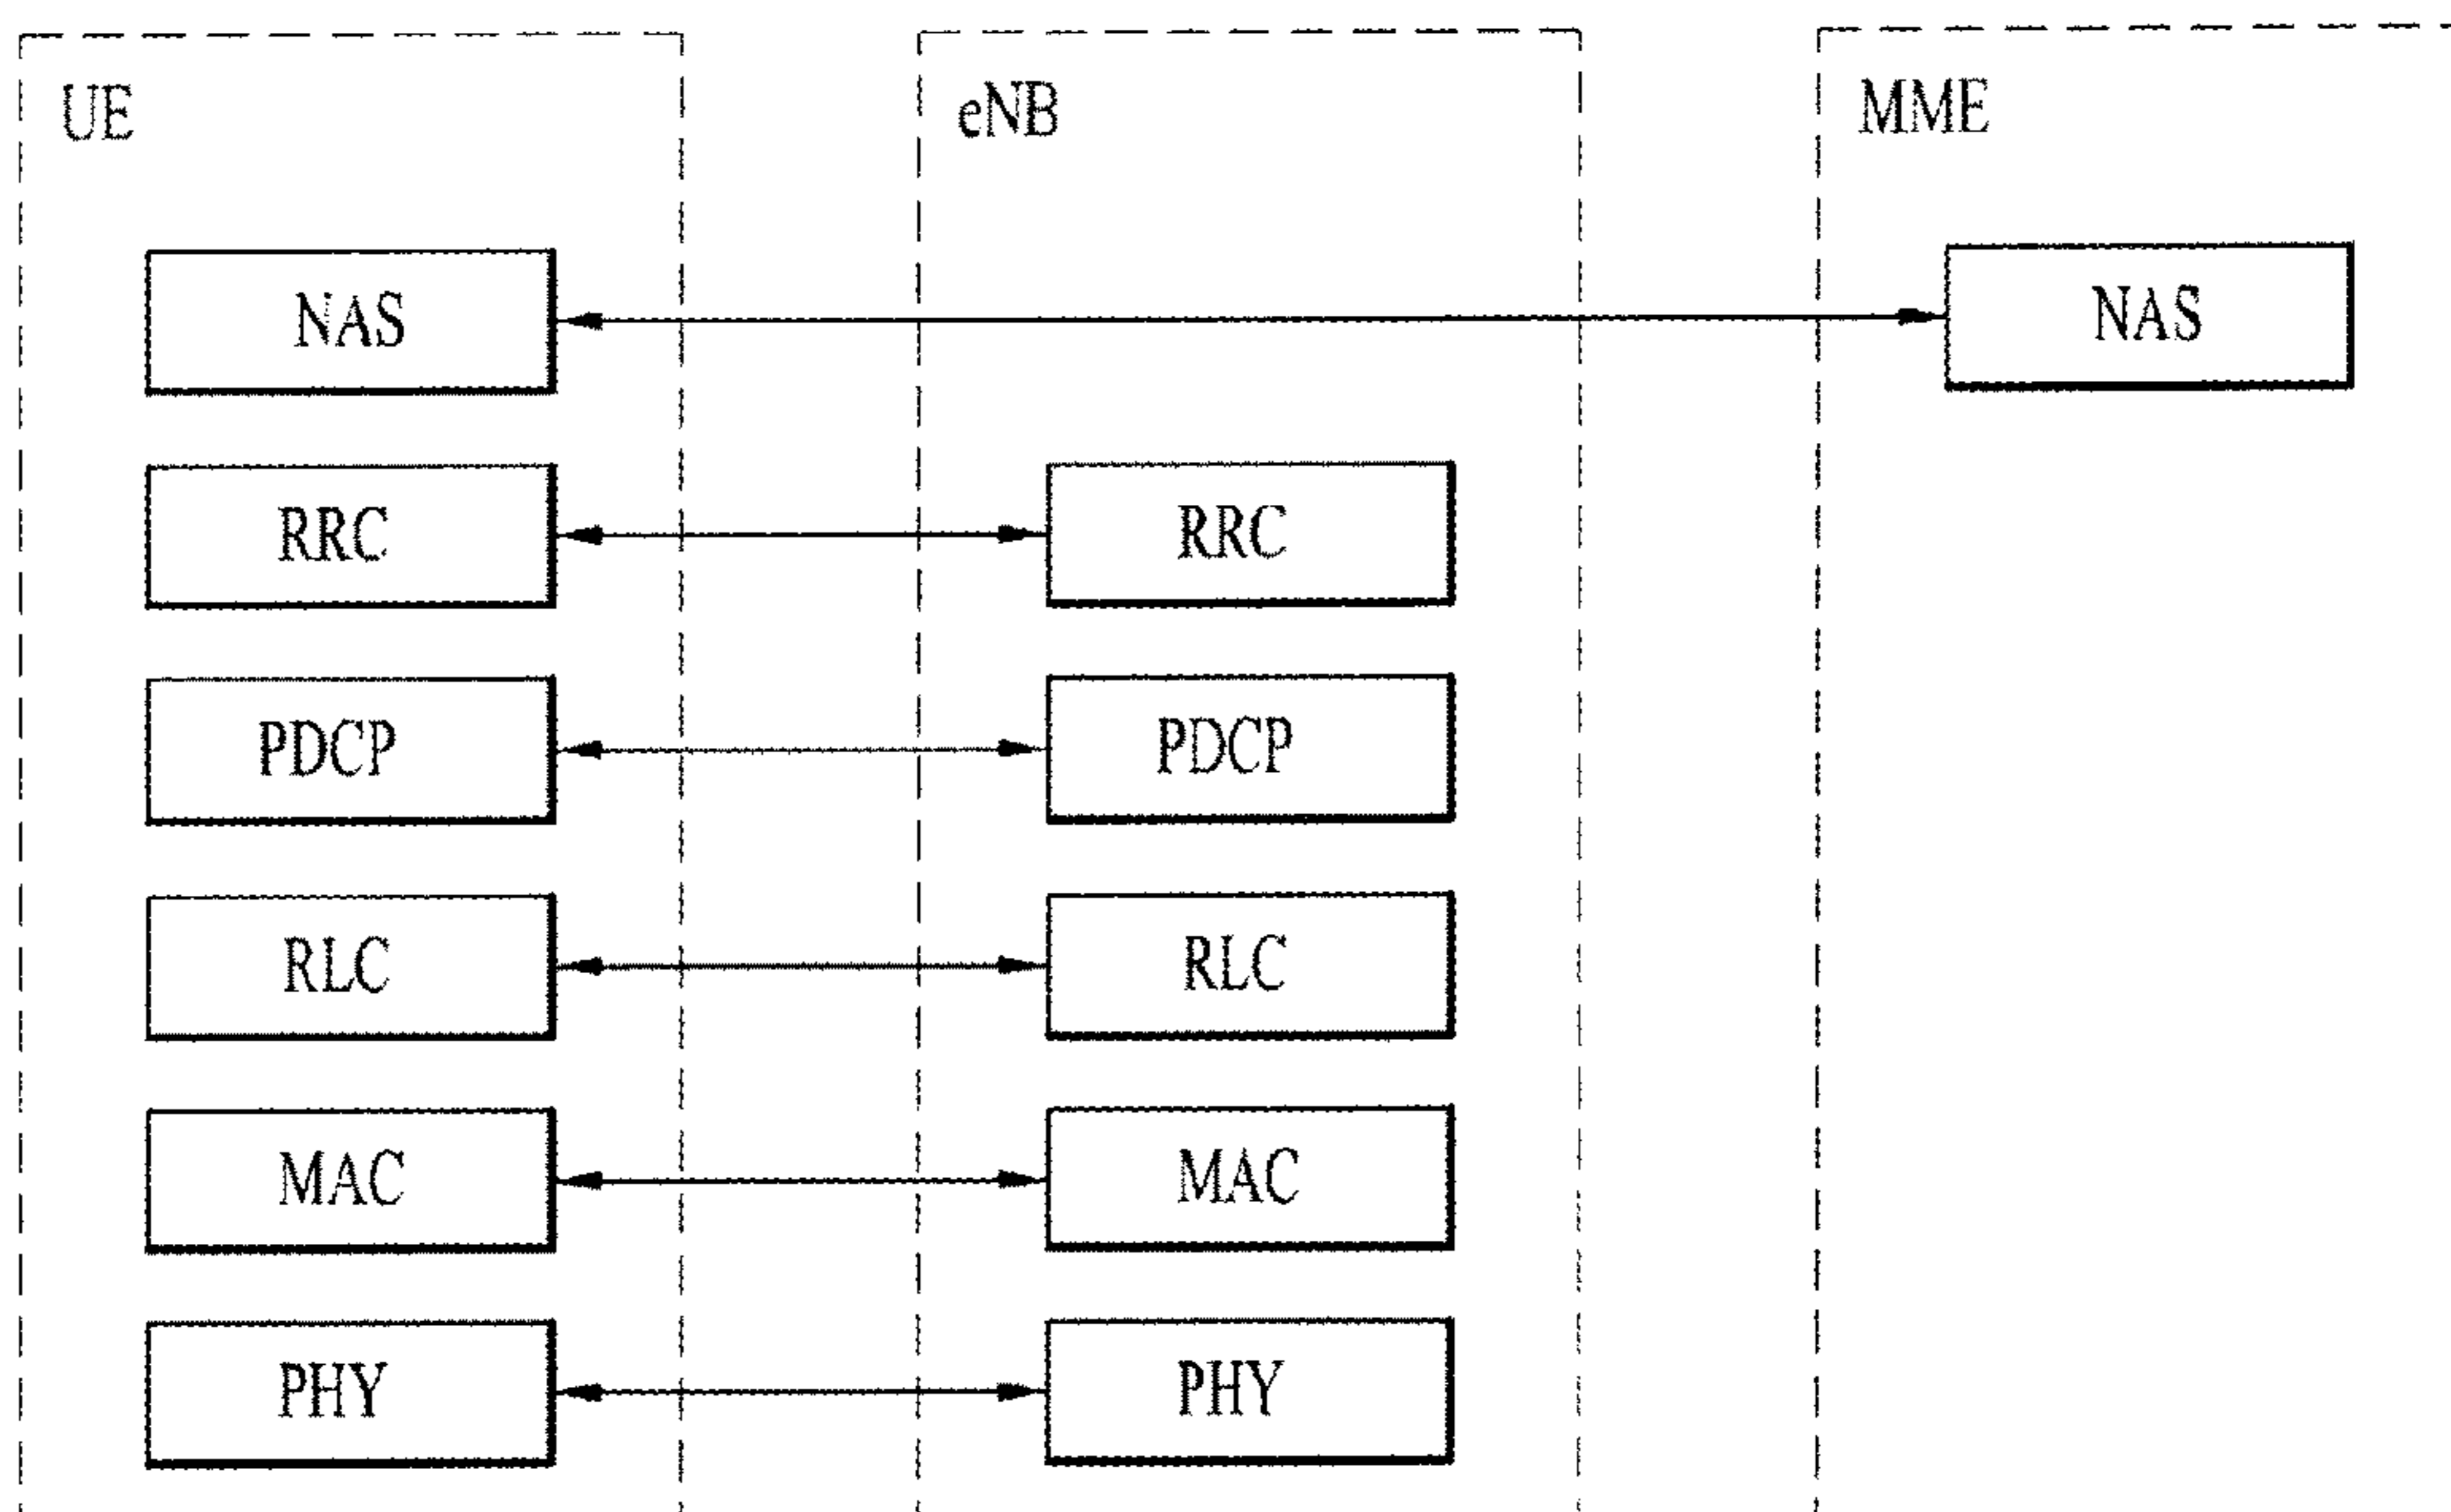 UE
eNB
MME
NAS
NAS
RRC
RRC
PDCP
PDCP
RLC
RLC
MAC
MAC
PHY
PHY